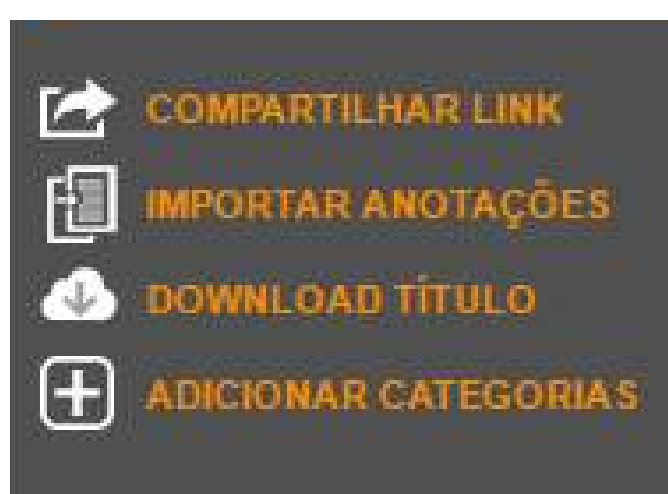 COMPARTILHAR LINK
IMPORTAR ANOTAÇÕES
DOWNLOAD TÍTULO
ADICIONAR CATEGORIAS